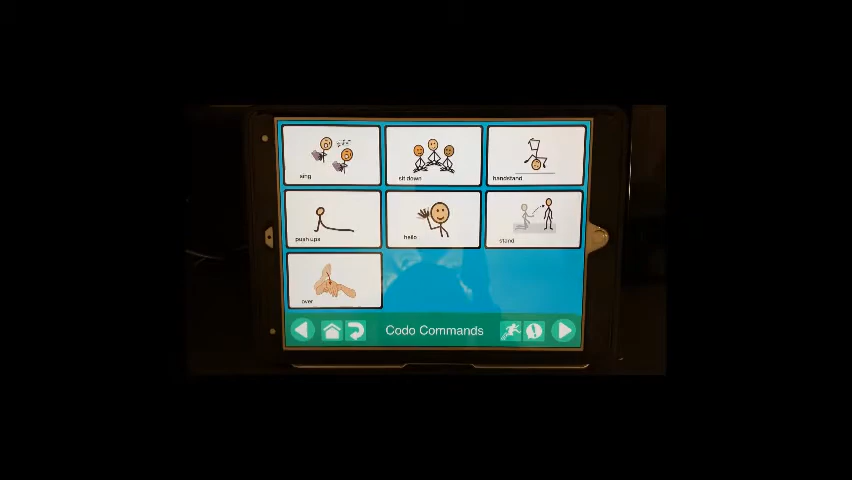 sing
sit down
handstand
push ups
hello
stand
over
Codo Commands